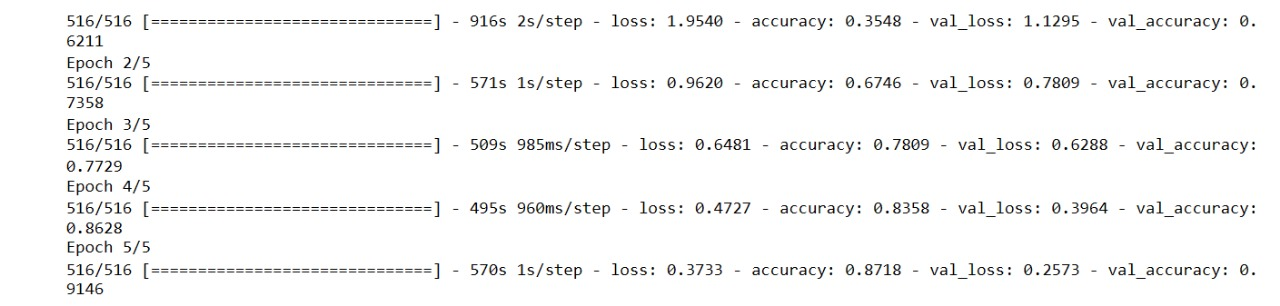 516/516 [==============================] - 916s 2s/step - loss: 1.9540 - accuracy: 0.3548 - val_loss: 1.1295 - val_accuracy: 0.
6211
Epoch 2/5
516/516 [==============================] - 571s 1s/step - loss: 0.9620 - accuracy: 0.6746 - val_loss: 0.7809 - val_accuracy: 0.
7358
Epoch 3/5
516/516 [==============================] - 509s 985ms/step - loss: 0.6481 - accuracy: 0.7809 - val_loss: 0.6288 - val_accuracy:
0.7729
Epoch 4/5
516/516 [==============================] - 495s 960ms/step - loss: 0.4727 - accuracy: 0.8358 - val_loss: 0.3964 - val_accuracy:
0.8628
Epoch 5/5
516/516 [==============================] - 570s 1s/step - loss: 0.3733 - accuracy: 0.8718 - val_loss: 0.2573 - val_accuracy: 0.
9146